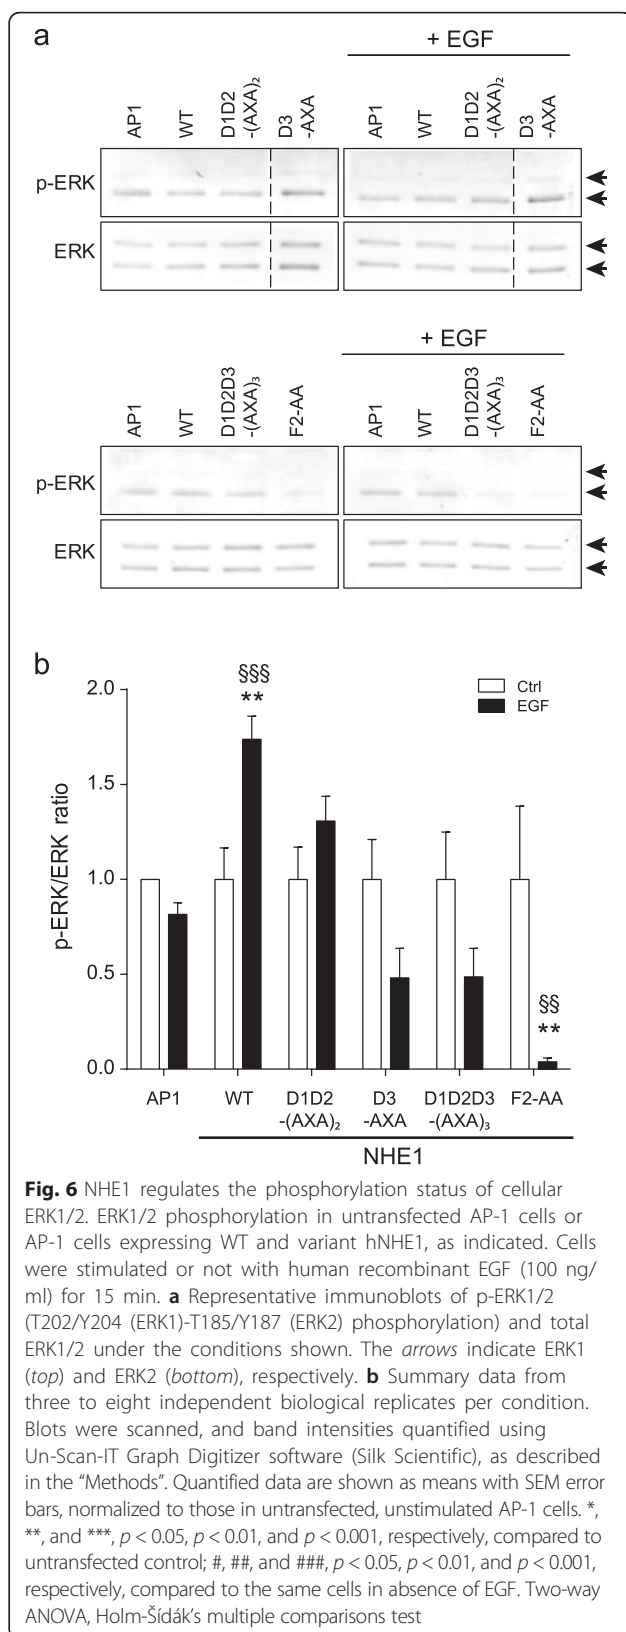 a
+ EGF
AP1 WT D1D2 -(AXA)₂ D3 -AXA AP1 WT D1D2 -(AXA)₂ D3 -AXA
p-ERK
ERK
+ EGF
AP1 WT D1D2D3 -(AXA)₃ F2-AA AP1 WT D1D2D3 -(AXA)₃ F2-AA
p-ERK
ERK
b
§§§
2.0
**
Ctrl
EGF
1.5
p-ERK/ERK ratio
1.0
0.5
§§
**
0.0
AP1 WT D1D2 D3 D1D2D3 F2-AA
-(AXA)₂ -AXA -(AXA)₃
NHE1
Fig. 6 NHE1 regulates the phosphorylation status of cellular
ERK1/2. ERK1/2 phosphorylation in untransfected AP-1 cells or
AP-1 cells expressing WT and variant hNHE1, as indicated. Cells
were stimulated or not with human recombinant EGF (100 ng/
ml) for 15 min. a Representative immunoblots of p-ERK1/2
(T202/Y204 (ERK1)-T185/Y187 (ERK2) phosphorylation) and total
ERK1/2 under the conditions shown. The arrows indicate ERK1
(top) and ERK2 (bottom), respectively. b Summary data from
three to eight independent biological replicates per condition.
Blots were scanned, and band intensities quantified using
Un-Scan-IT Graph Digitizer software (Silk Scientific), as described
in the “Methods”. Quantified data are shown as means with SEM error
bars, normalized to those in untransfected, unstimulated AP-1 cells. *,
**, and ***, p < 0.05, p < 0.01, and p < 0.001, respectively, compared to
untransfected control; #, ##, and ###, p < 0.05, p < 0.01, and p < 0.001,
respectively, compared to the same cells in absence of EGF. Two-way
ANOVA, Holm-Šídák’s multiple comparisons test